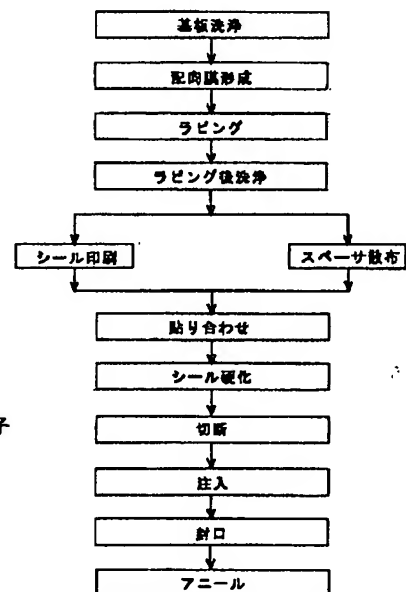 基板洗浄
配向膜形成
ラビング
ラビング後洗浄
シール印刷
スペーサ散布
貼り合わせ
シール硬化
子
切断
注入
封口
アニール